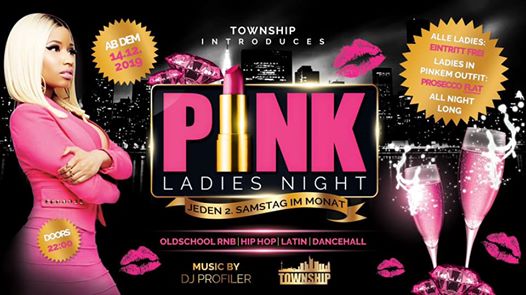 TOWNSHIP
INTRODUCES
AB DEM
14.12.
2019
PINK
LADIES NIGHT
JEDEN 2. SAMSTAG IM MONAT
ALLE LADIES:
EINTRITT FREI
LADIES IN
PINKEM OUTFIT:
PROSECCO FLAT
ALL NIGHT
LONG
DOORS
22:00
OLDSCHOOL RNB|HIP HOP|LATIN|DANCEHALL
MUSIC BY
DJ PROFILER
TOWNSHIP